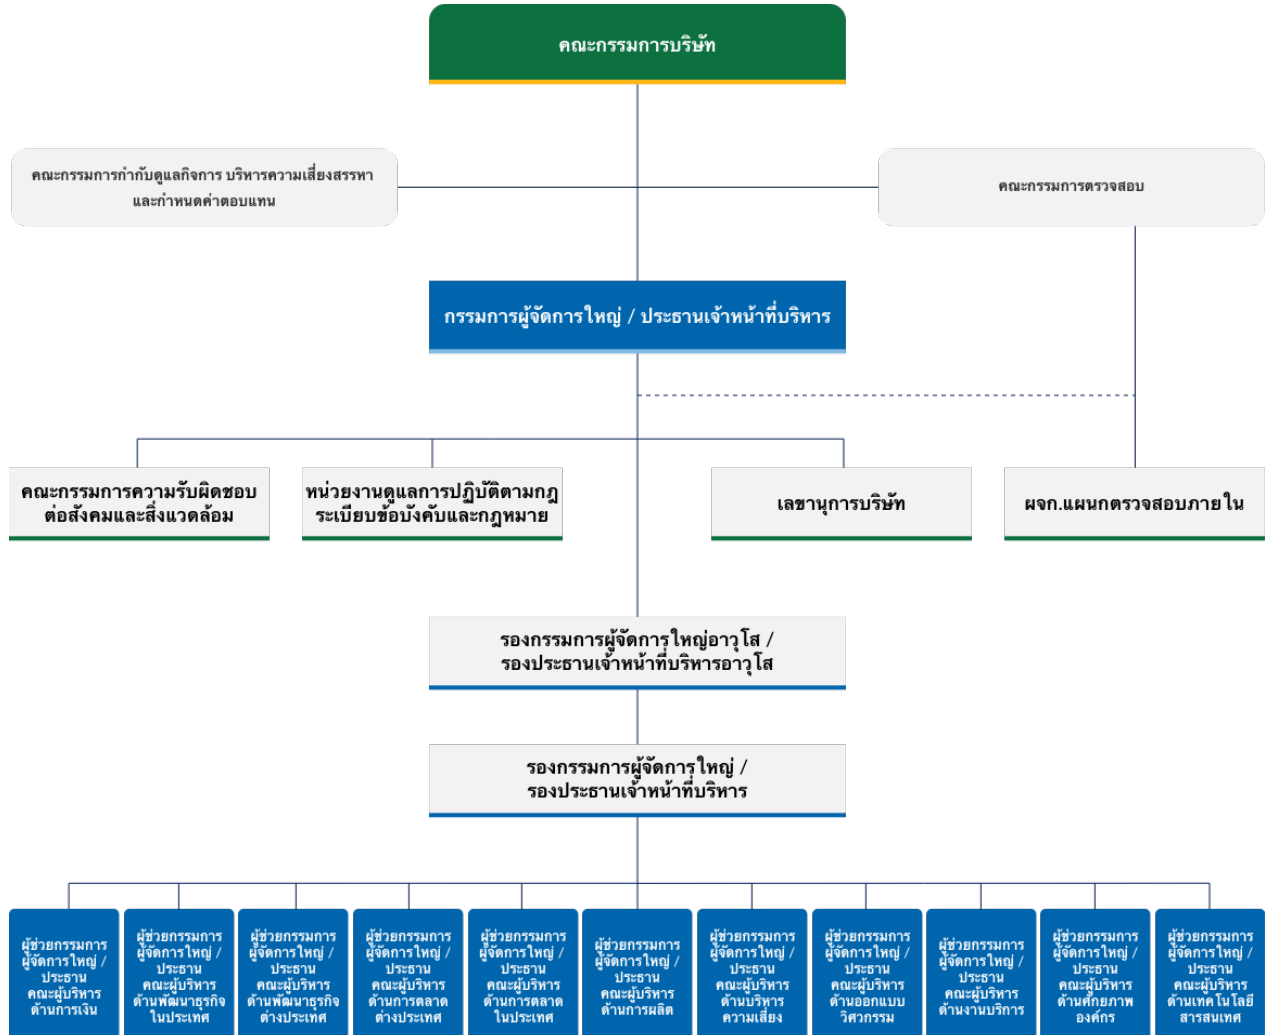 คณะกรรมการบริษัท
คณะกรรมการกำกับดูแลกิจการ บริหารความเสี่ยงสรรหา
และกำหนดค่าตอบแทน
คณะกรรมการตรวจสอบ
กรรมการผู้จัดการใหญ่ / ประธานเจ้าหน้าที่บริหาร
คณะกรรมการความรับผิดชอบ
ต่อสังคมและสิ่งแวดล้อม
หน่วยงานดูแลการปฏิบัติตามกฎ
ระเบียบข้อบังคับและกฎหมาย
เลขานุการบริษัท
ผจก.แผนกตรวจสอบภายใน
รองกรรมการผู้จัดการใหญ่อาวุโส /
รองประธานเจ้าหน้าที่บริหารอาวุโส
รองกรรมการผู้จัดการใหญ่ /
รองประธานเจ้าหน้าที่บริหาร
ผู้ช่วยกรรมการ
ผู้จัดการใหญ่ /
ประธาน
คณะผู้บริหาร
ด้านการเงิน
ผู้ช่วยกรรมการ
ผู้จัดการใหญ่ /
ประธาน
คณะผู้บริหาร
ด้านพัฒนาธุรกิจ
ในประเทศ
ผู้ช่วยกรรมการ
ผู้จัดการใหญ่ /
ประธาน
คณะผู้บริหาร
ด้านพัฒนาธุรกิจ
ต่างประเทศ
ผู้ช่วยกรรมการ
ผู้จัดการใหญ่ /
ประธาน
คณะผู้บริหาร
ด้านการตลาด
ต่างประเทศ
ผู้ช่วยกรรมการ
ผู้จัดการใหญ่ /
ประธาน
คณะผู้บริหาร
ด้านการตลาด
ในประเทศ
ผู้ช่วยกรรมการ
ผู้จัดการใหญ่ /
ประธาน
คณะผู้บริหาร
ด้านการผลิต
ผู้ช่วยกรรมการ
ผู้จัดการใหญ่ /
ประธาน
คณะผู้บริหาร
ด้านบริหาร
ความเสี่ยง
ผู้ช่วยกรรมการ
ผู้จัดการใหญ่ /
ประธาน
คณะผู้บริหาร
ด้านออกแบบ
วิศวกรรม
ผู้ช่วยกรรมการ
ผู้จัดการใหญ่ /
ประธาน
คณะผู้บริหาร
ด้านงานบริการ
ผู้ช่วยกรรมการ
ผู้จัดการใหญ่ /
ประธาน
คณะผู้บริหาร
ด้านศักยภาพ
องค์กร
ผู้ช่วยกรรมการ
ผู้จัดการใหญ่ /
ประธาน
คณะผู้บริหาร
ด้านเทคโนโลยี
สารสนเทศ